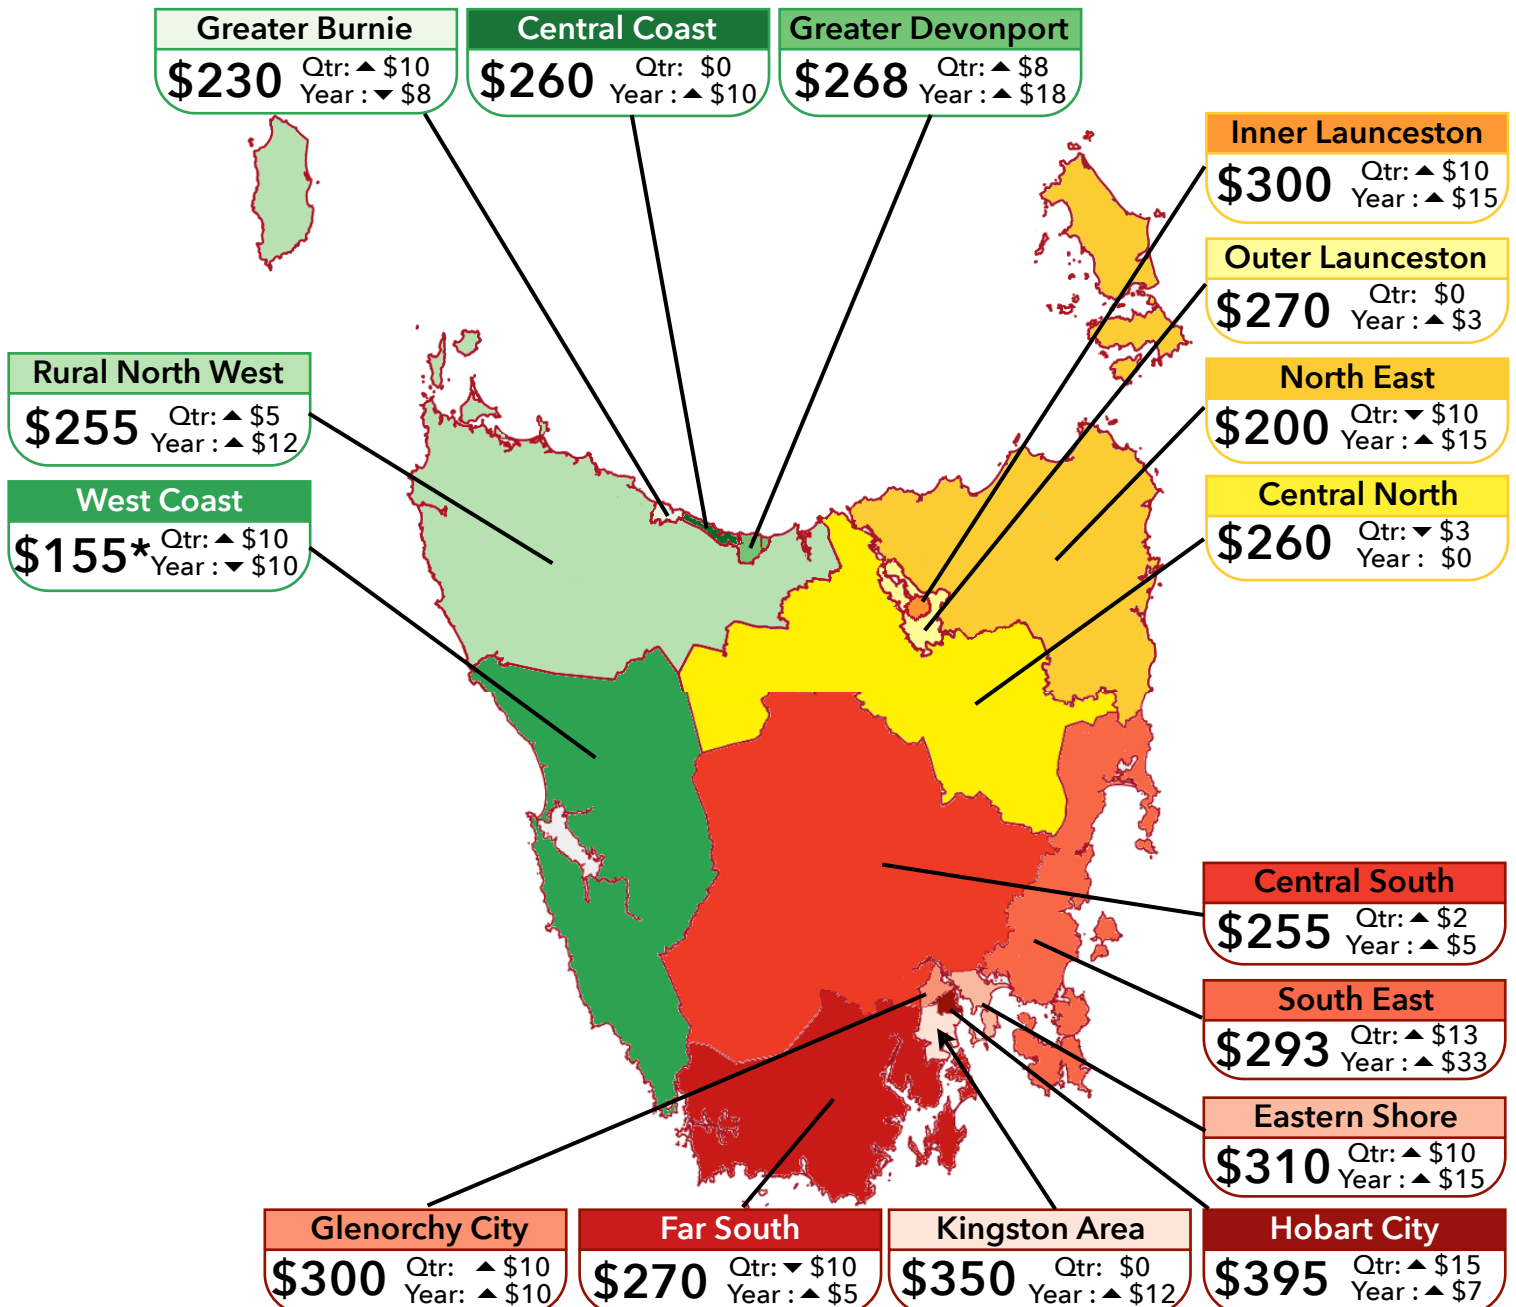 Greater Burnie
$230 Qtr: ▲ $10
Year : ▼ $8
Central Coast
$260 Qtr: $0
Year : ▲ $10
Greater Devonport
$268 Qtr: ▲ $8
Year : ▲ $18
Inner Launceston
$300 Qtr: ▲ $10
Year : ▲ $15
Outer Launceston
$270 Qtr: $0
Year : ▲ $3
Rural North West
$255 Qtr: ▲ $5
Year : ▲ $12
North East
$200 Qtr: ▼ $10
Year : ▲ $15
West Coast
$155* Qtr: ▲ $10
Year : ▼ $10
Central North
$260 Qtr: ▼ $3
Year : $0
Central South
$255 Qtr: ▲ $2
Year : ▲ $5
South East
$293 Qtr: ▲ $13
Year : ▲ $33
Eastern Shore
$310 Qtr: ▲ $10
Year : ▲ $15
Glenorchy City
$300 Qtr: ▲ $10
Year: ▲ $10
Far South
$270 Qtr: ▼ $10
Year : ▲ $5
Kingston Area
$350 Qtr: $0
Year : ▲ $12
Hobart City
$395 Qtr: ▲ $15
Year : ▲ $7